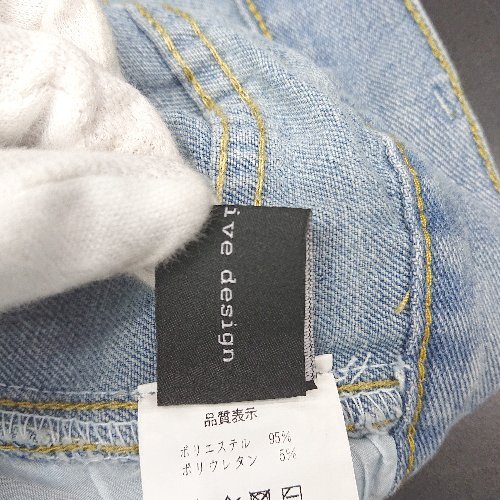 ive design
品質表示
ポリエステル 95%
ポリウレタン 5%